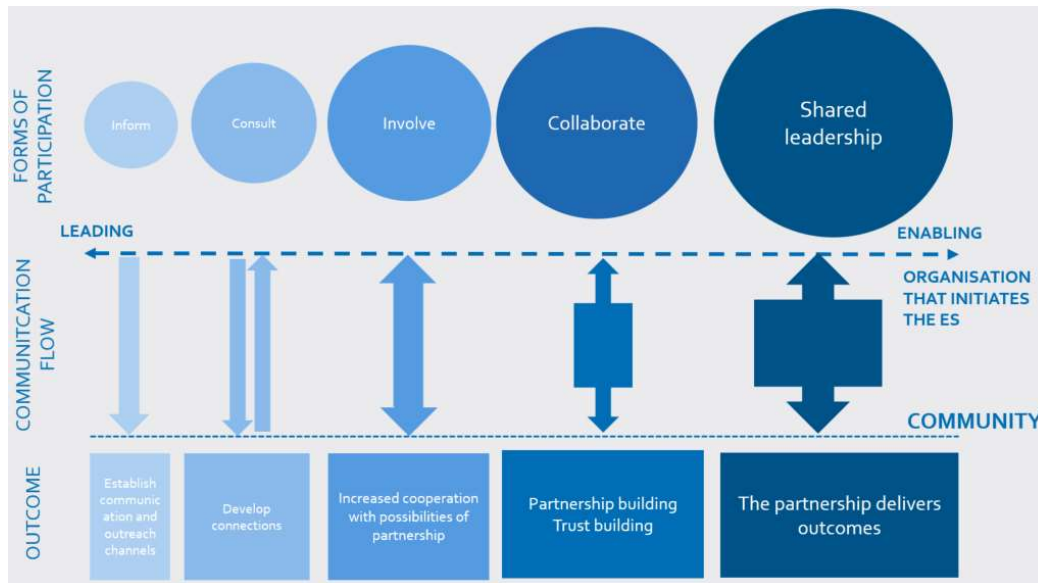 FORMS OF
PARTICIPATION
Inform
Consult
Involve
Collaborate
Shared
leadership
LEADING
ENABLING
ORGANISATION
THAT INITIATES
THE ES
COMMUNITCATION
FLOW
COMMUNITY
OUTCOME
Establish
communic
ation and
outreach
channels
Develop
connections
Increased cooperation
with possibilities of
partnership
Partnership building
Trust building
The partnership delivers
outcomes